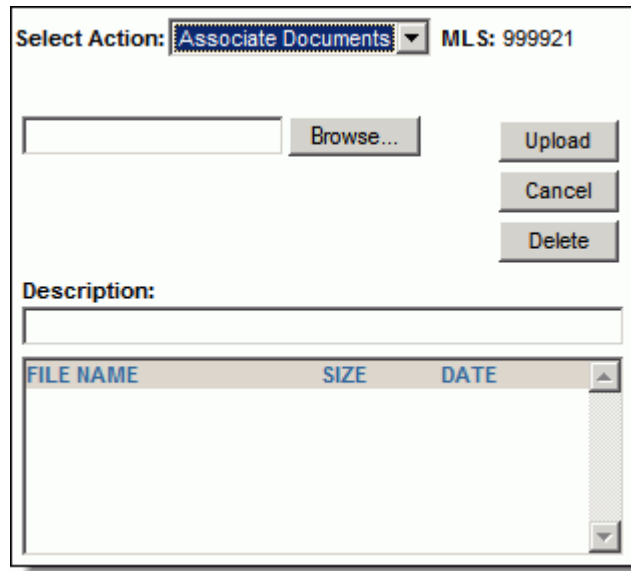 Select Action: Associate Documents MLS: 999921
Browse... Upload
Cancel
Delete
Description:
FILE NAME SIZE DATE